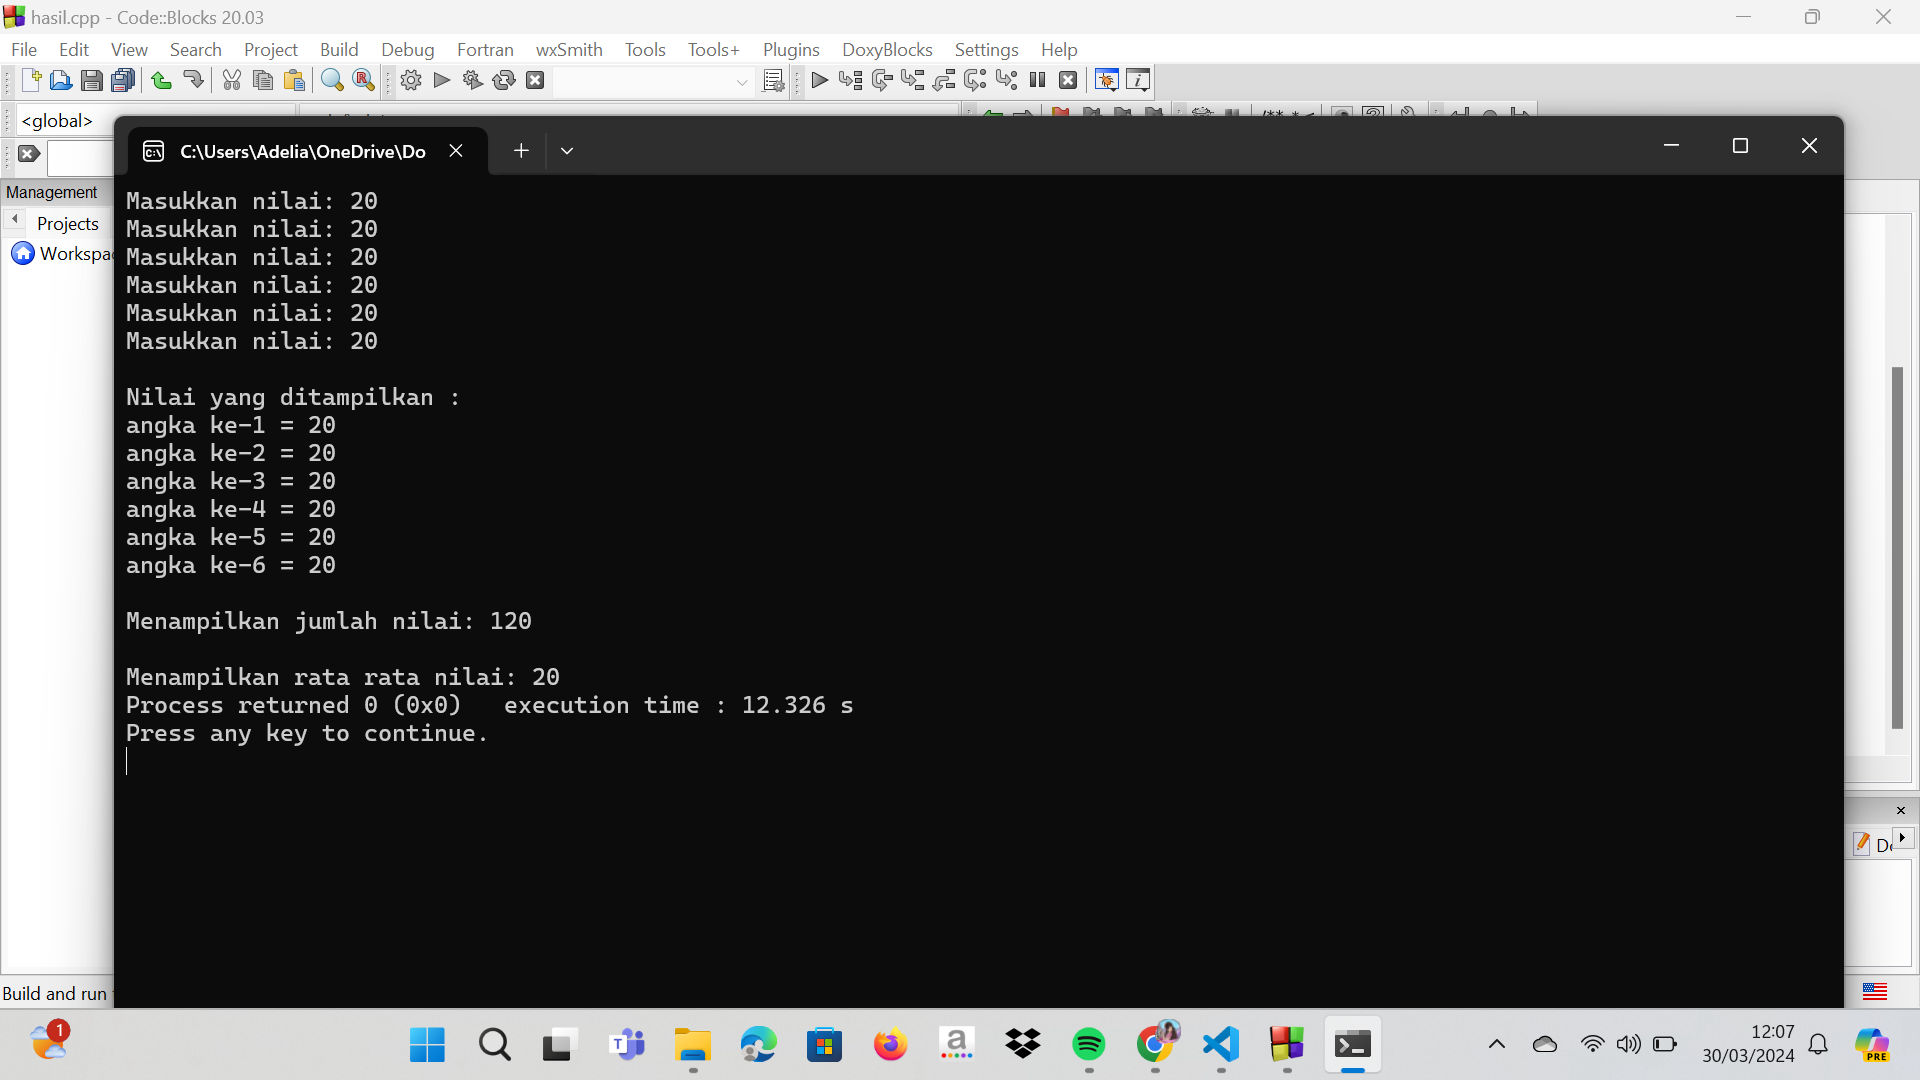 hasil.cpp - Code::Blocks 20.03
File Edit View Search Project Build Debug Fortran wxSmith Tools Tools+ Plugins DoxyBlocks Settings Help
<global>
C:\Users\Adelia\OneDrive\Do
Management
Projects
Workspa
Masukkan nilai: 20
Masukkan nilai: 20
Masukkan nilai: 20
Masukkan nilai: 20
Masukkan nilai: 20
Masukkan nilai: 20
Nilai yang ditampilkan :
angka ke-1 = 20
angka ke-2 = 20
angka ke-3 = 20
angka ke-4 = 20
angka ke-5 = 20
angka ke-6 = 20
Menampilkan jumlah nilai: 120
Menampilkan rata rata nilai: 20
Process returned 0 (0x0)   execution time : 12.326 s
Press any key to continue.
Build and run
1
12:07
30/03/2024
PRE